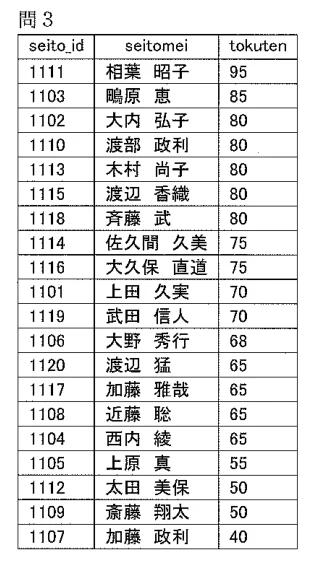 問3
seito_id seitomei tokuten
1111 相葉 昭子 95
1103 鴫原 恵 85
1102 大内 弘子 80
1110 渡部 政利 80
1113 木村 尚子 80
1115 渡辺 香織 80
1118 斉藤 武 80
1114 佐久間 久美 75
1116 大久保 直道 75
1101 上田 久実 70
1119 武田 信人 70
1106 大野 秀行 68
1120 渡辺 猛 65
1117 加藤 雅哉 65
1108 近藤 聡 65
1104 西内 綾 65
1105 上原 真 55
1112 太田 美保 50
1109 斎藤 翔太 50
1107 加藤 政利 40